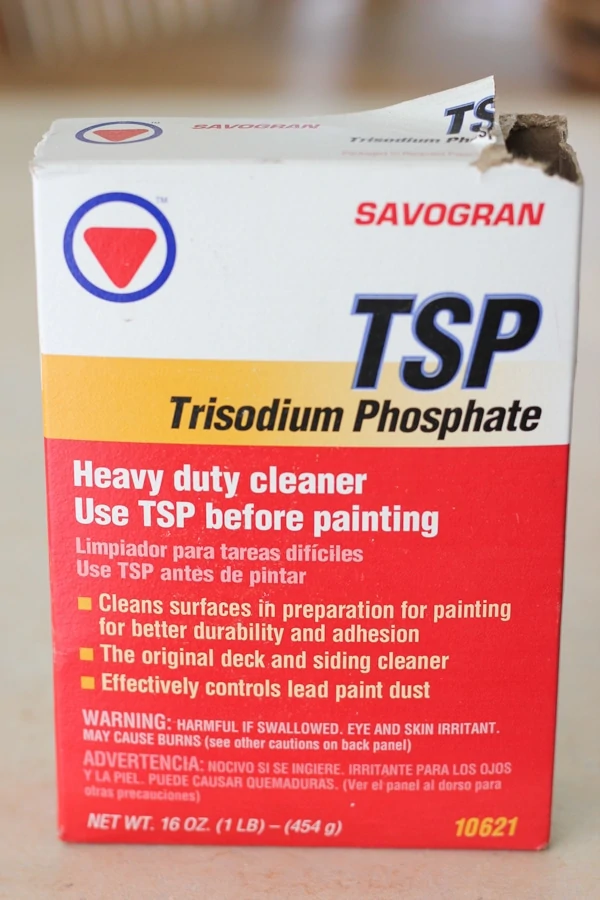 SAVOGRAN
TS
Trisodium Pho
SAVOGRAN
TM
TSP
Trisodium Phosphate
Heavy duty cleaner
Use TSP before painting
Limpiador para tareas difíciles
Use TSP antes de pintar
Cleans surfaces in preparation for painting
for better durability and adhesion
The original deck and siding cleaner
Effectively controls lead paint dust
WARNING: HARMFUL IF SWALLOWED. EYE AND SKIN IRRITANT.
MAY CAUSE BURNS (see other cautions on back panel)
ADVERTENCIA: NOCIVO SI SE INGIERE. IRRITANTE PARA LOS OJOS
Y LA PIEL. PUEDE CAUSAR QUEMADURAS. (Ver el panel al dorso para
otras precauciones)
NET WT. 16 OZ. (1 LB) – (454 g)
10621